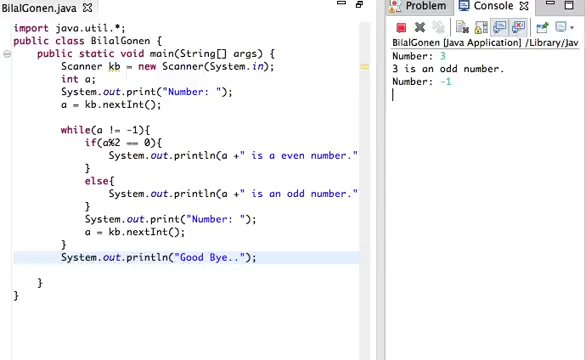 BilalGonen.java
import java.util.*;
public class BilalGonen {
public static void main(String[] args) {
Scanner kb = new Scanner(System.in);
int a;
System.out.print("Number: ");
a = kb.nextInt();
while(a != -1){
if(a%2 == 0){
System.out.println(a +" is a even number."
}
else{
System.out.println(a +" is an odd number."
}
System.out.print("Number: ");
a = kb.nextInt();
}
System.out.println("Good Bye..");
}
}
Problem
Console
BilalGonen [Java Application] /Library/Jav
Number: 3
3 is an odd number.
Number: -1